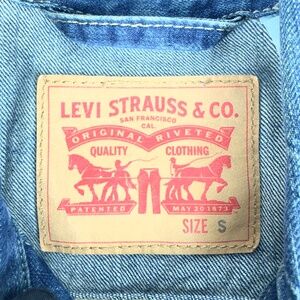 LEVI STRAUSS & CO.
SAN FRANCISCO
CAL.
ORIGINAL RIVETED
QUALITY CLOTHING
PATENTED MAY 20 1873
SIZE S